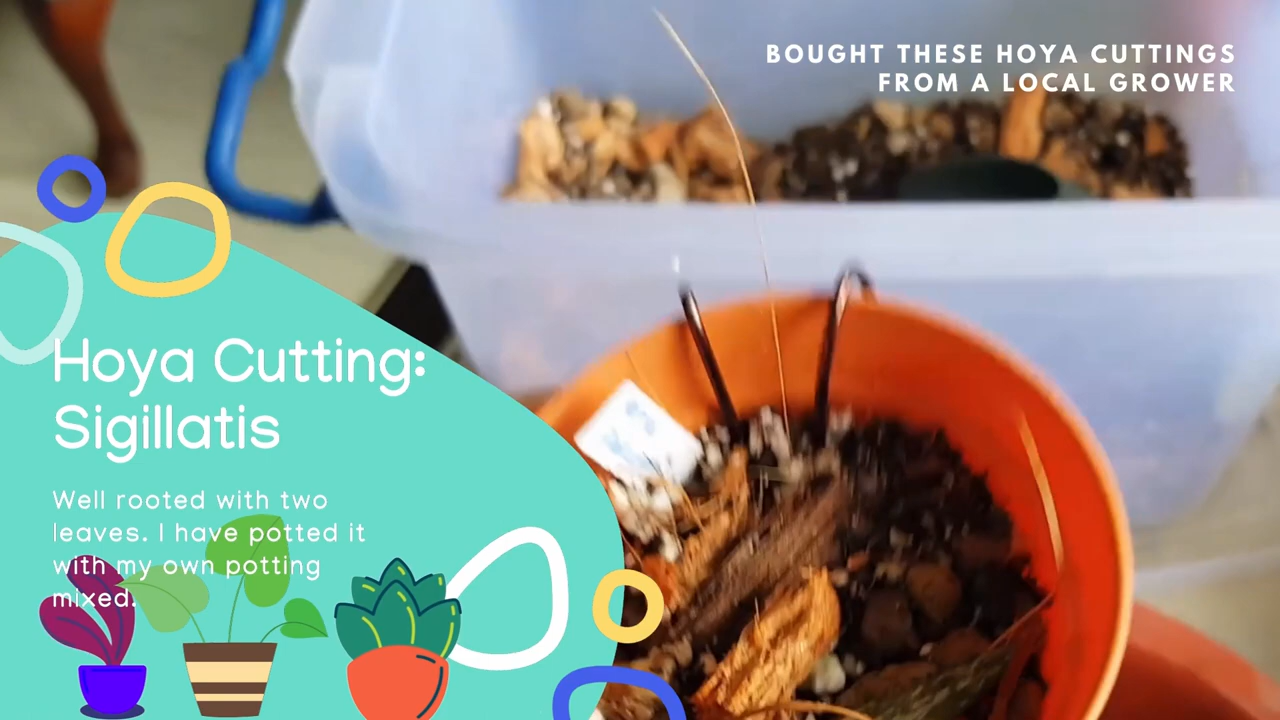 BOUGHT THESE HOYA CUTTINGS
FROM A LOCAL GROWER
Hoya Cutting:
Sigillatis
Well rooted with two
leaves. I have potted it
with my own potting
mixed.